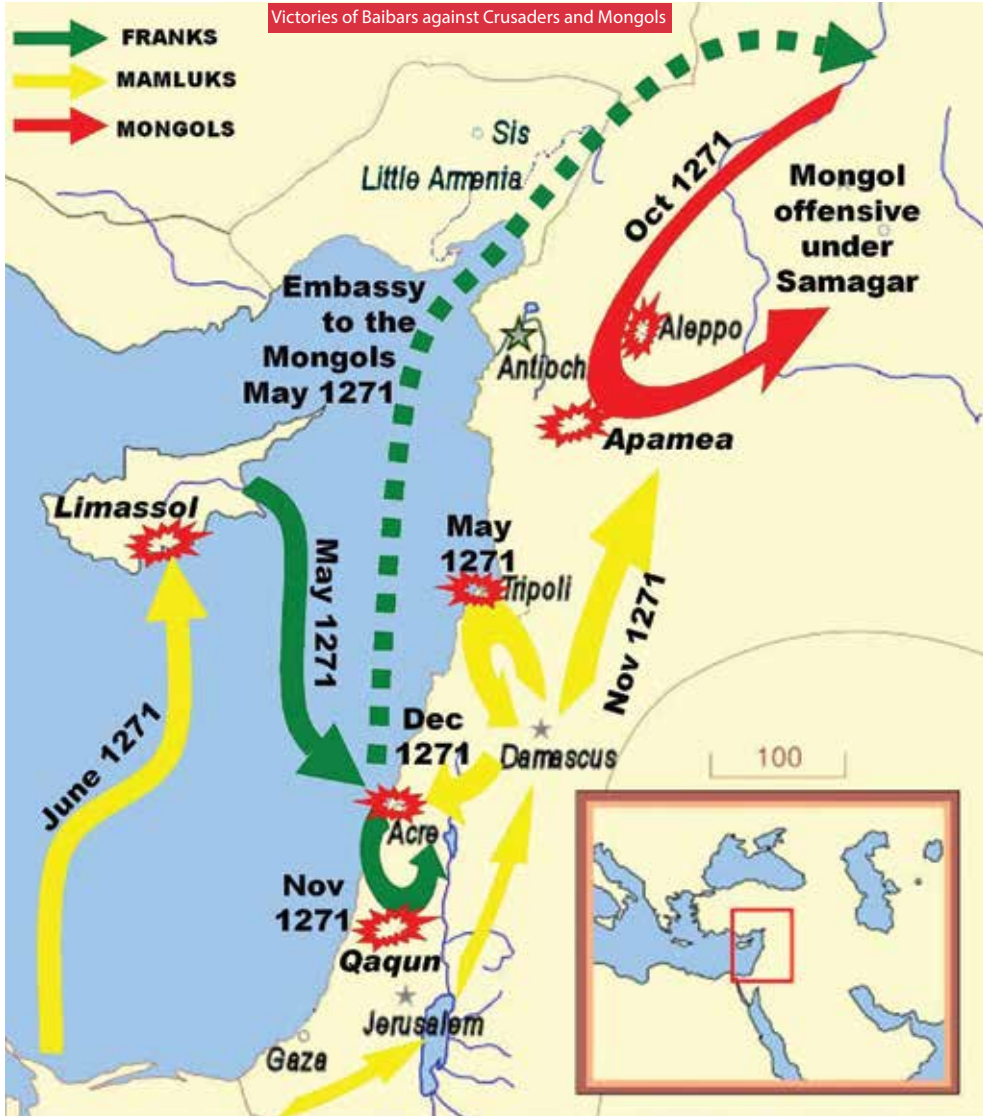 Victories of Baibars against Crusaders and Mongols
FRANKS
MAMLUKS
MONGOLS
Sis
Little Armenia
Oct 1271
Mongol
offensive
under
Samagar
Embassy
to the
Mongols
May 1271
Antioch
Aleppo
Apamea
Limassol
May 1271
May
1271
Tripoli
Nov 1271
June 1271
Dec
1271
Damascus
100
Acre
Nov
1271
Qaqun
Jerusalem
Gaza